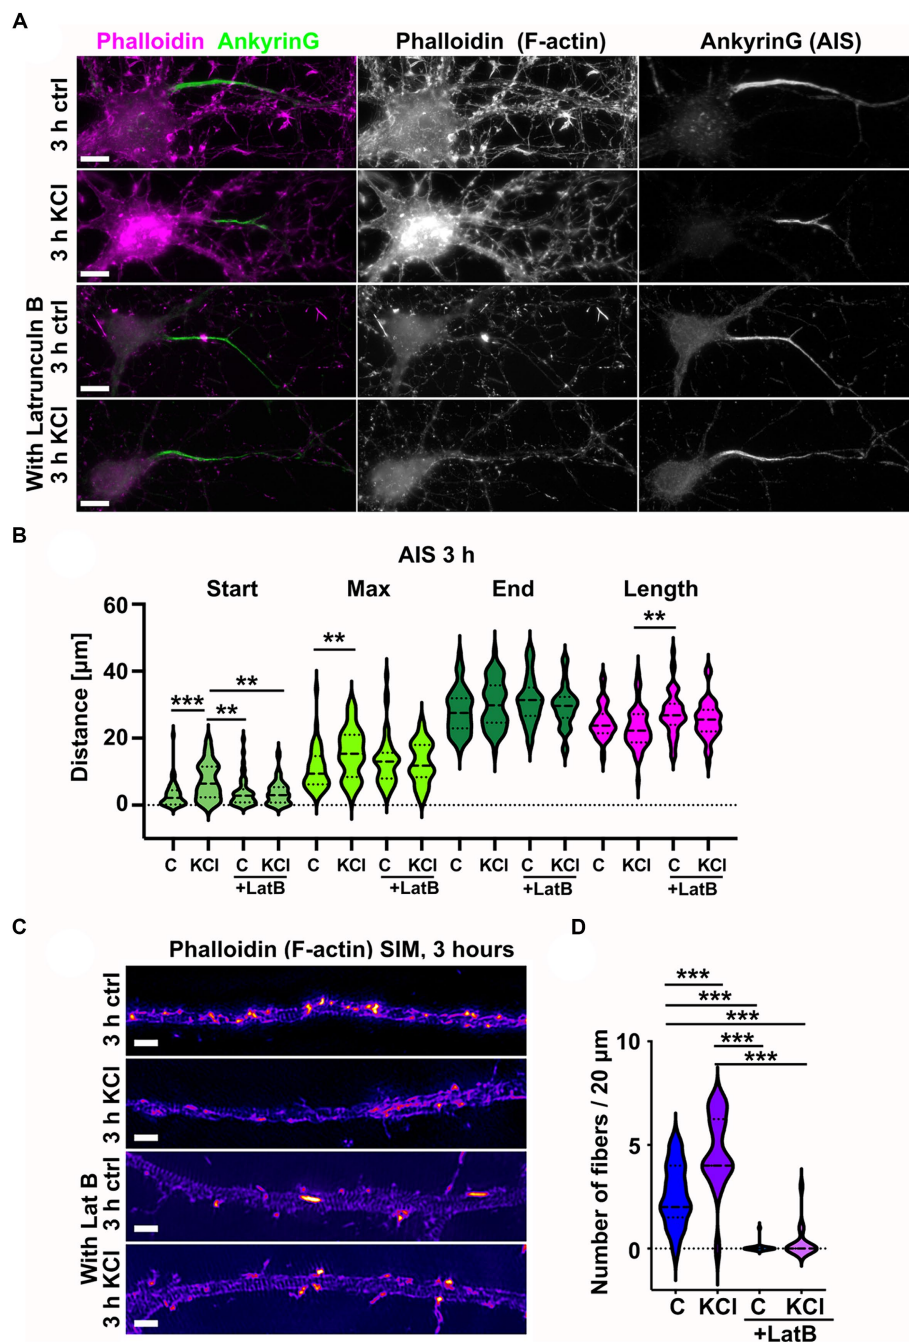 A
Phalloidin AnkyrinG
Phalloidin (F-actin)
AnkyrinG (AIS)
3 h ctrl
3 h KCl
With Latrunculin B
3 h ctrl
3 h KCl
B
AIS 3 h
Start
Max
End
Length
Distance [µm]
60
40
20
0
***
**
**
**
**
C
KCl
C
KCl
C
KCl
C
KCl
C
KCl
C
KCl
C
KCl
C
KCl
+LatB
+LatB
+LatB
+LatB
C
Phalloidin (F-actin) SIM, 3 hours
3 h ctrl
3 h KCl
With Lat B
3 h ctrl
3 h KCl
D
***
***
***
***
***
Number of fibers / 20 µm
10
5
0
C
KCl
C
KCl
+LatB